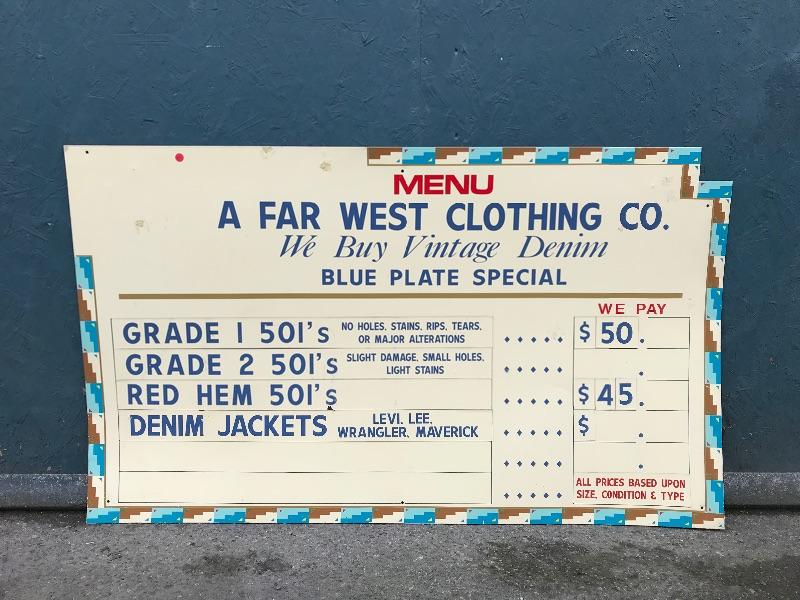 MENU
A FAR WEST CLOTHING CO.
We Buy Vintage Denim
BLUE PLATE SPECIAL
WE PAY
GRADE 1 501's NO HOLES, STAINS, RIPS, TEARS, OR MAJOR ALTERATIONS ..... $ 50.
GRADE 2 501's SLIGHT DAMAGE, SMALL HOLES, LIGHT STAINS ..... .
RED HEM 501's ..... $ 45.
DENIM JACKETS LEVI, LEE, WRANGLER, MAVERICK ..... $ .
..... .
.....
ALL PRICES BASED UPON
SIZE, CONDITION & TYPE